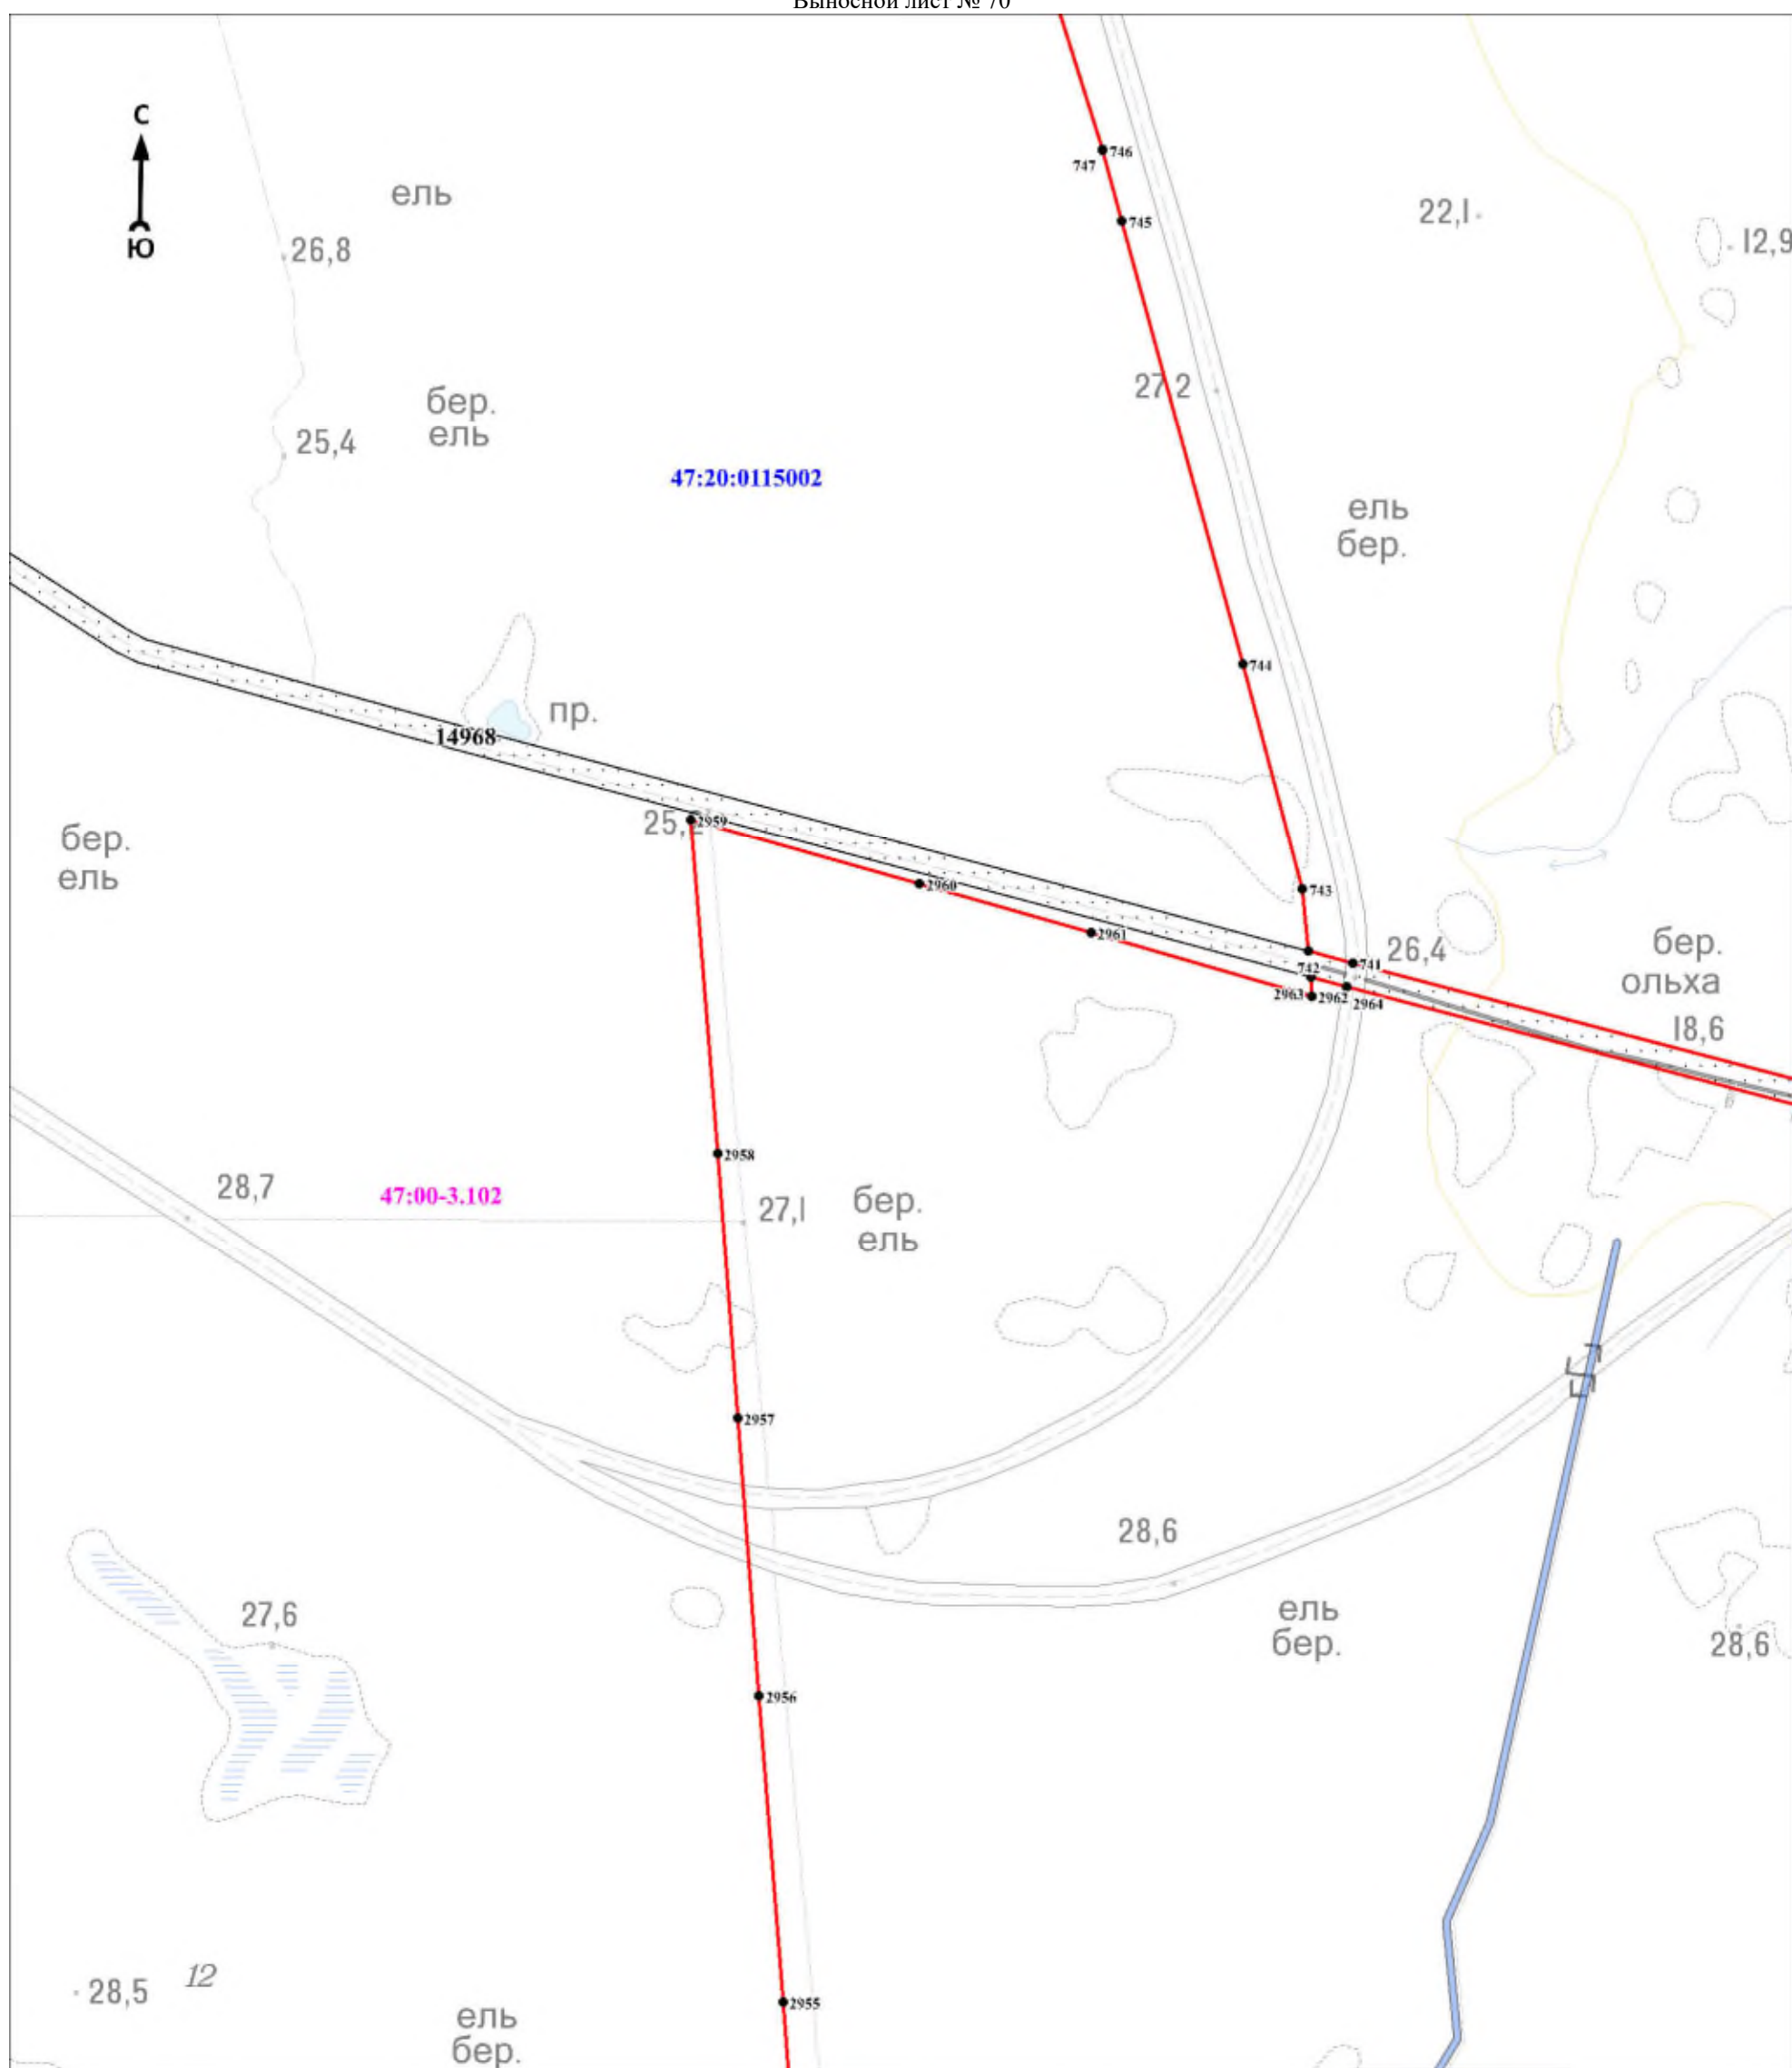 Выносной лист № 70
С
Ю
ель
26,8
746
747
745
22,1
12,9
27,2
бер.
ель
25,4
47:20:0115002
ель
бер.
744
пр.
14968
25,2
2959
бер.
ель
2960
743
2961
26,4
741
742
бер.
ольха
2963
2962
2964
18,6
2958
28,7
47:00-3.102
27,1
бер.
ель
2957
28,6
27,6
ель
бер.
28,6
2956
28,5
12
2955
ель
бер.